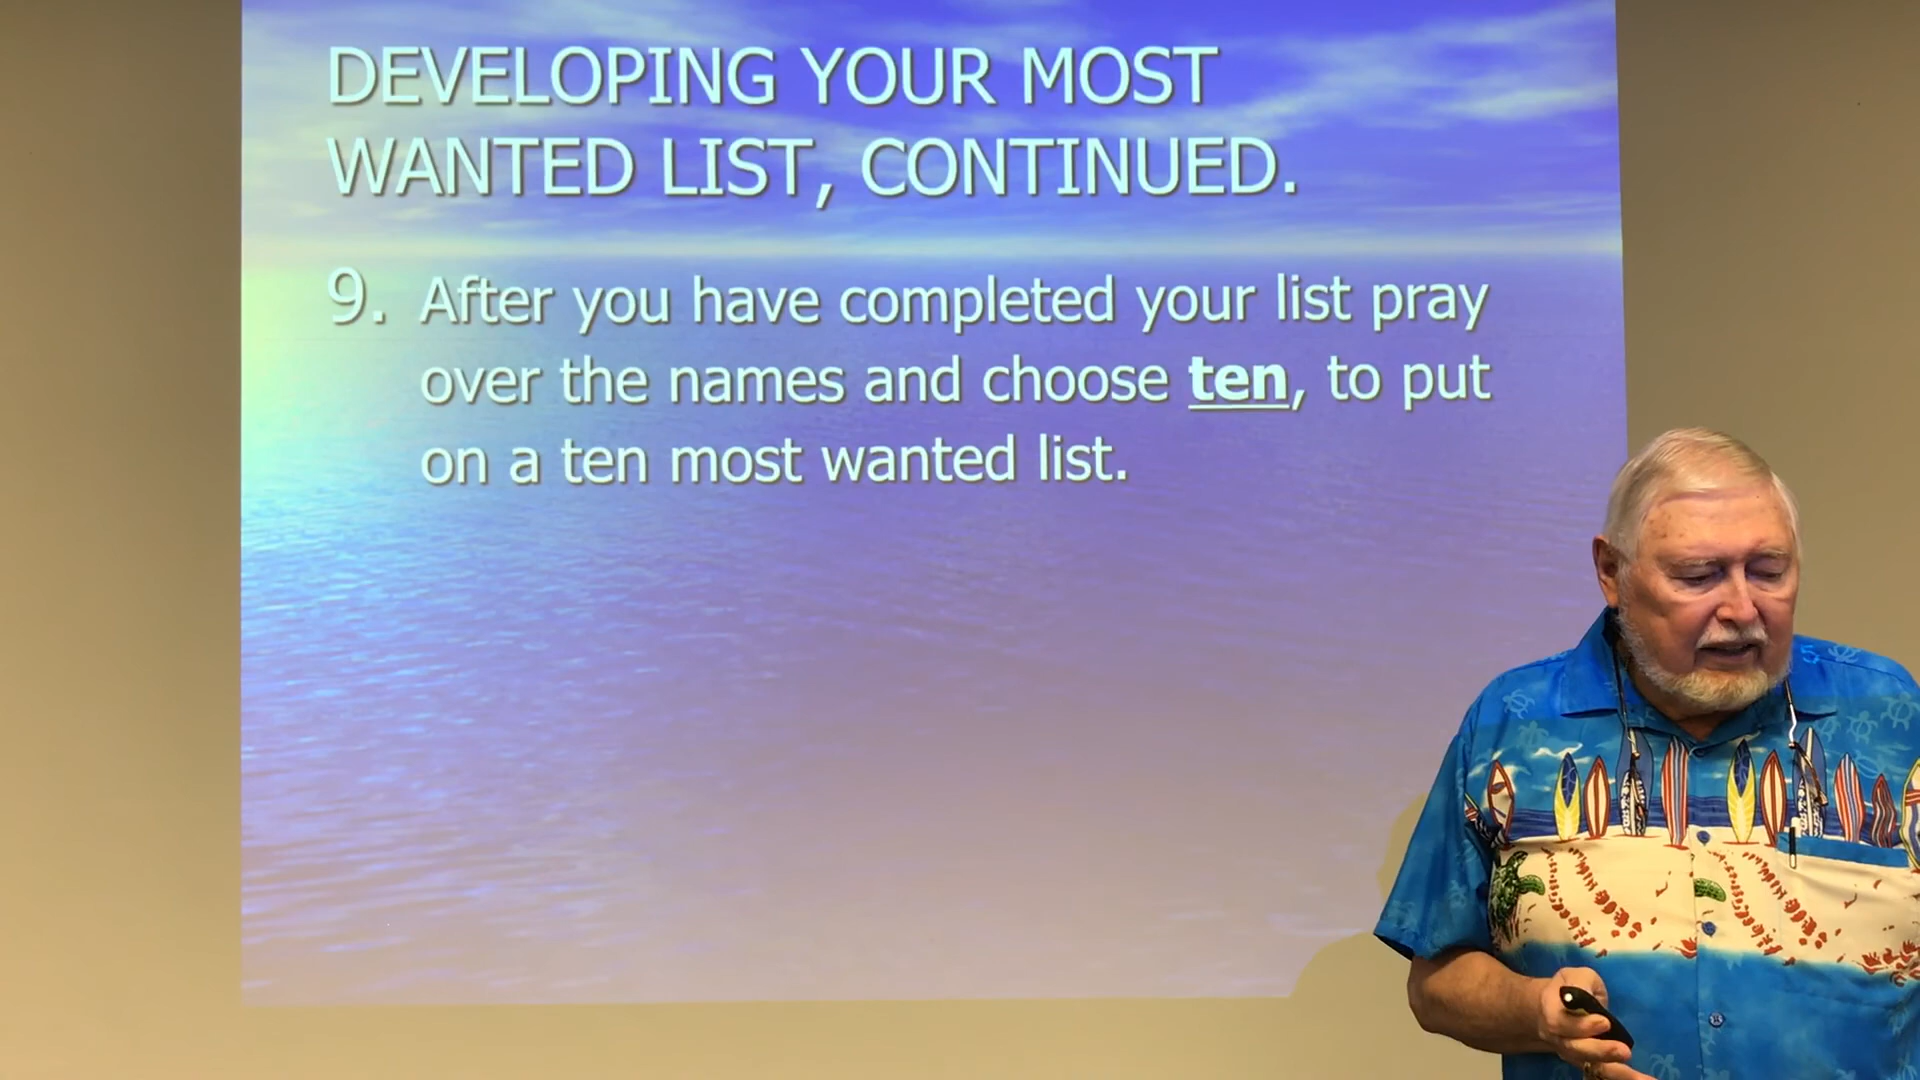 DEVELOPING YOUR MOST
WANTED LIST, CONTINUED.
9. After you have completed your list pray
over the names and choose ten, to put
on a ten most wanted list.